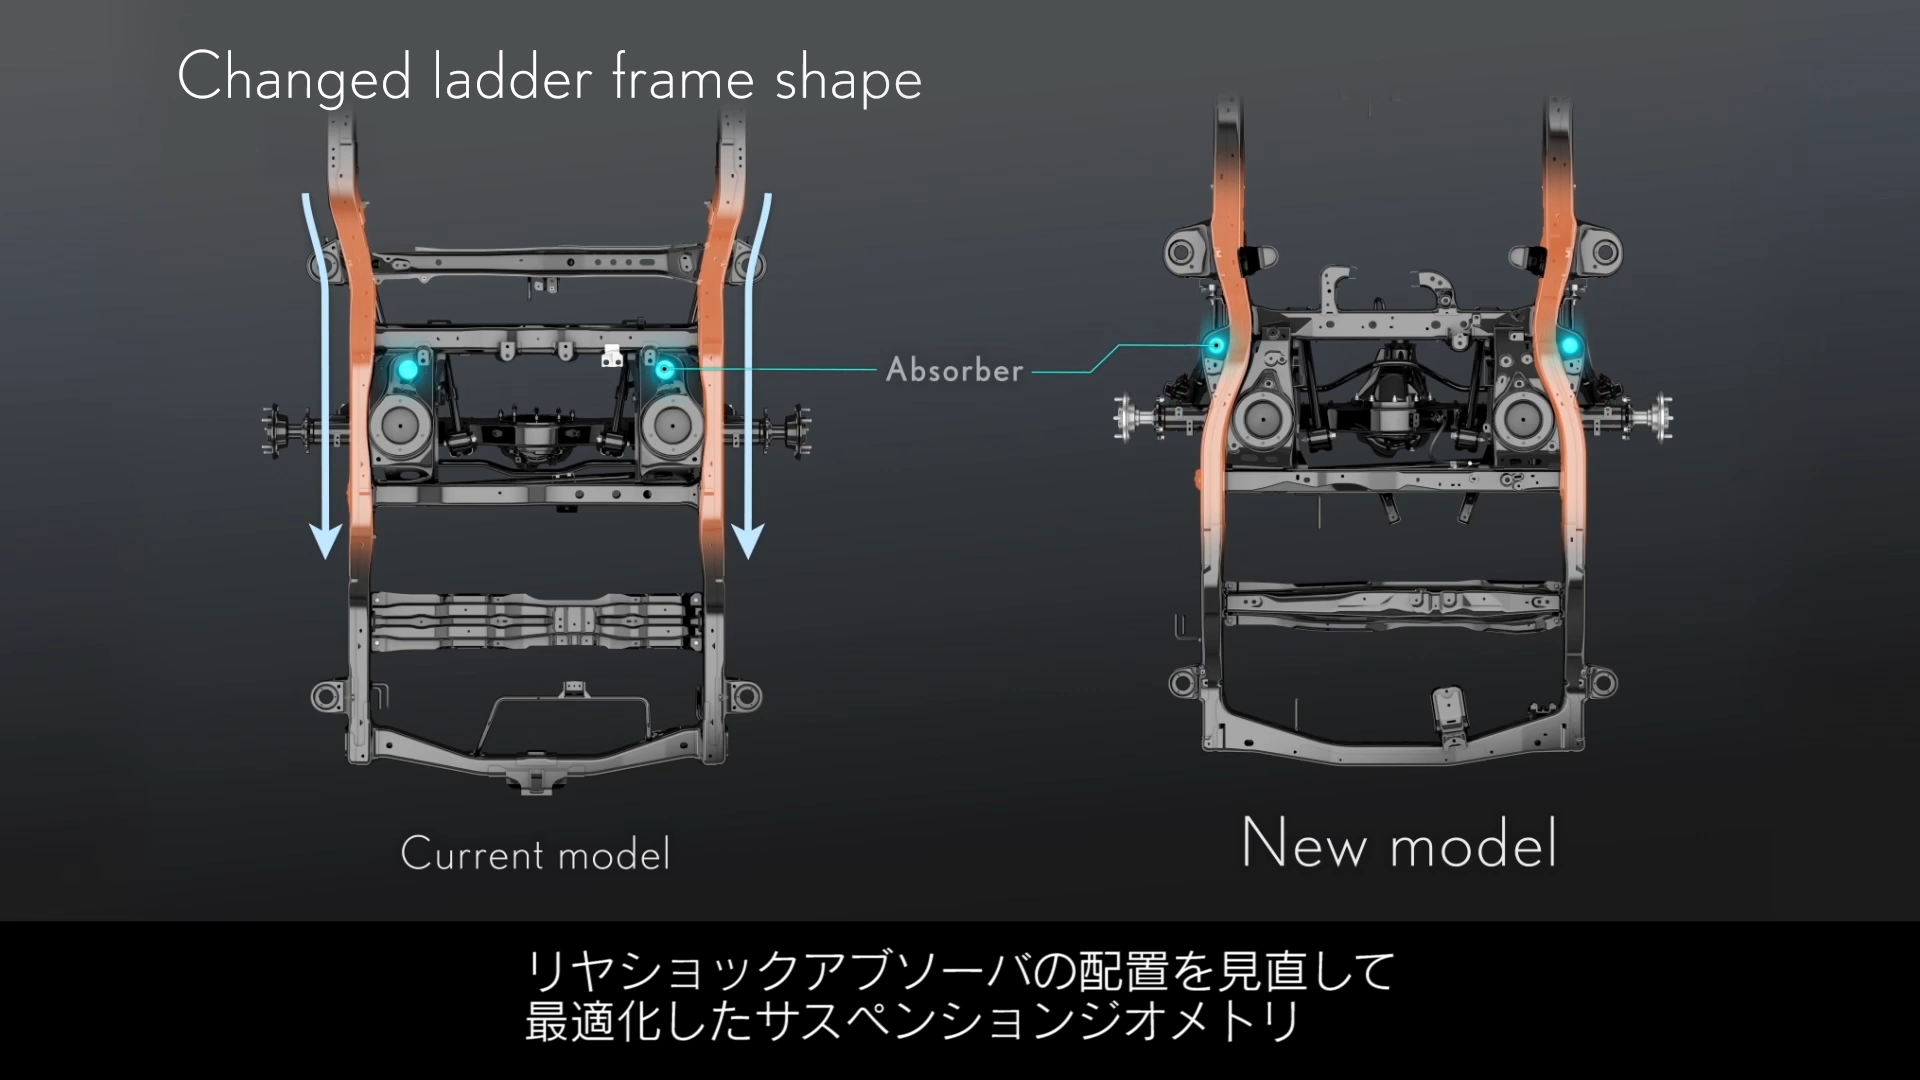 Changed ladder frame shape
Absorber
Current model
New model
リヤショックアブソーバの配置を見直して
最適化したサスペンションジオメトリ